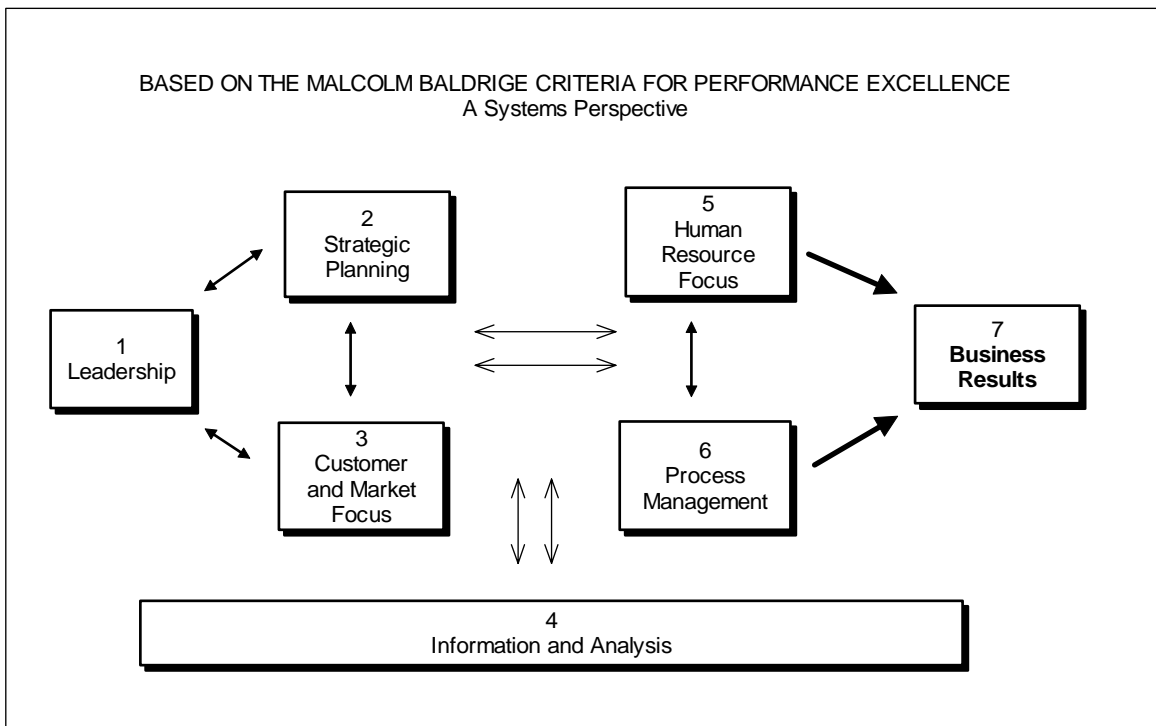 BASED ON THE MALCOLM BALDRIGE CRITERIA FOR PERFORMANCE EXCELLENCE
A Systems Perspective
1
Leadership
2
Strategic
Planning
3
Customer
and Market
Focus
4
Information and Analysis
5
Human
Resource
Focus
6
Process
Management
7
Business
Results